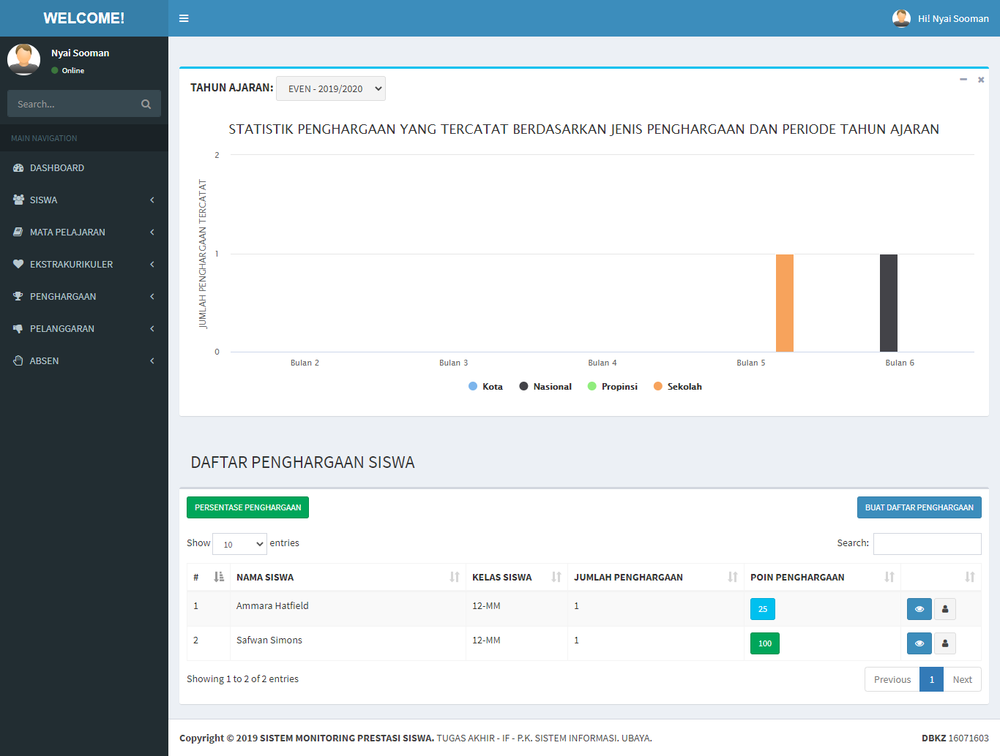 WELCOME!
Hi! Nyai Sooman
Nyai Sooman
Online
Search...
MAIN NAVIGATION
DASHBOARD
SISWA
MATA PELAJARAN
EKSTRAKURIKULER
PENGHARGAAN
PELANGGARAN
ABSEN
TAHUN AJARAN: EVEN - 2019/2020
STATISTIK PENGHARGAAN YANG TERCATAT BERDASARKAN JENIS PENGHARGAAN DAN PERIODE TAHUN AJARAN
JUMLAH PENGHARGAAN TERCATAT
2
1
0
Bulan 2 Bulan 3 Bulan 4 Bulan 5 Bulan 6
Kota Nasional Propinsi Sekolah
DAFTAR PENGHARGAAN SISWA
PERSENTASE PENGHARGAAN BUAT DAFTAR PENGHARGAAN
Show 10 entries Search:
# NAMA SISWA KELAS SISWA JUMLAH PENGHARGAAN POIN PENGHARGAAN
1 Ammara Hatfield 12-MM 1 25
2 Safwan Simons 12-MM 1 100
Showing 1 to 2 of 2 entries Previous 1 Next
Copyright © 2019 SISTEM MONITORING PRESTASI SISWA. TUGAS AKHIR - IF - P.K. SISTEM INFORMASI. UBAYA. DBKZ 16071603